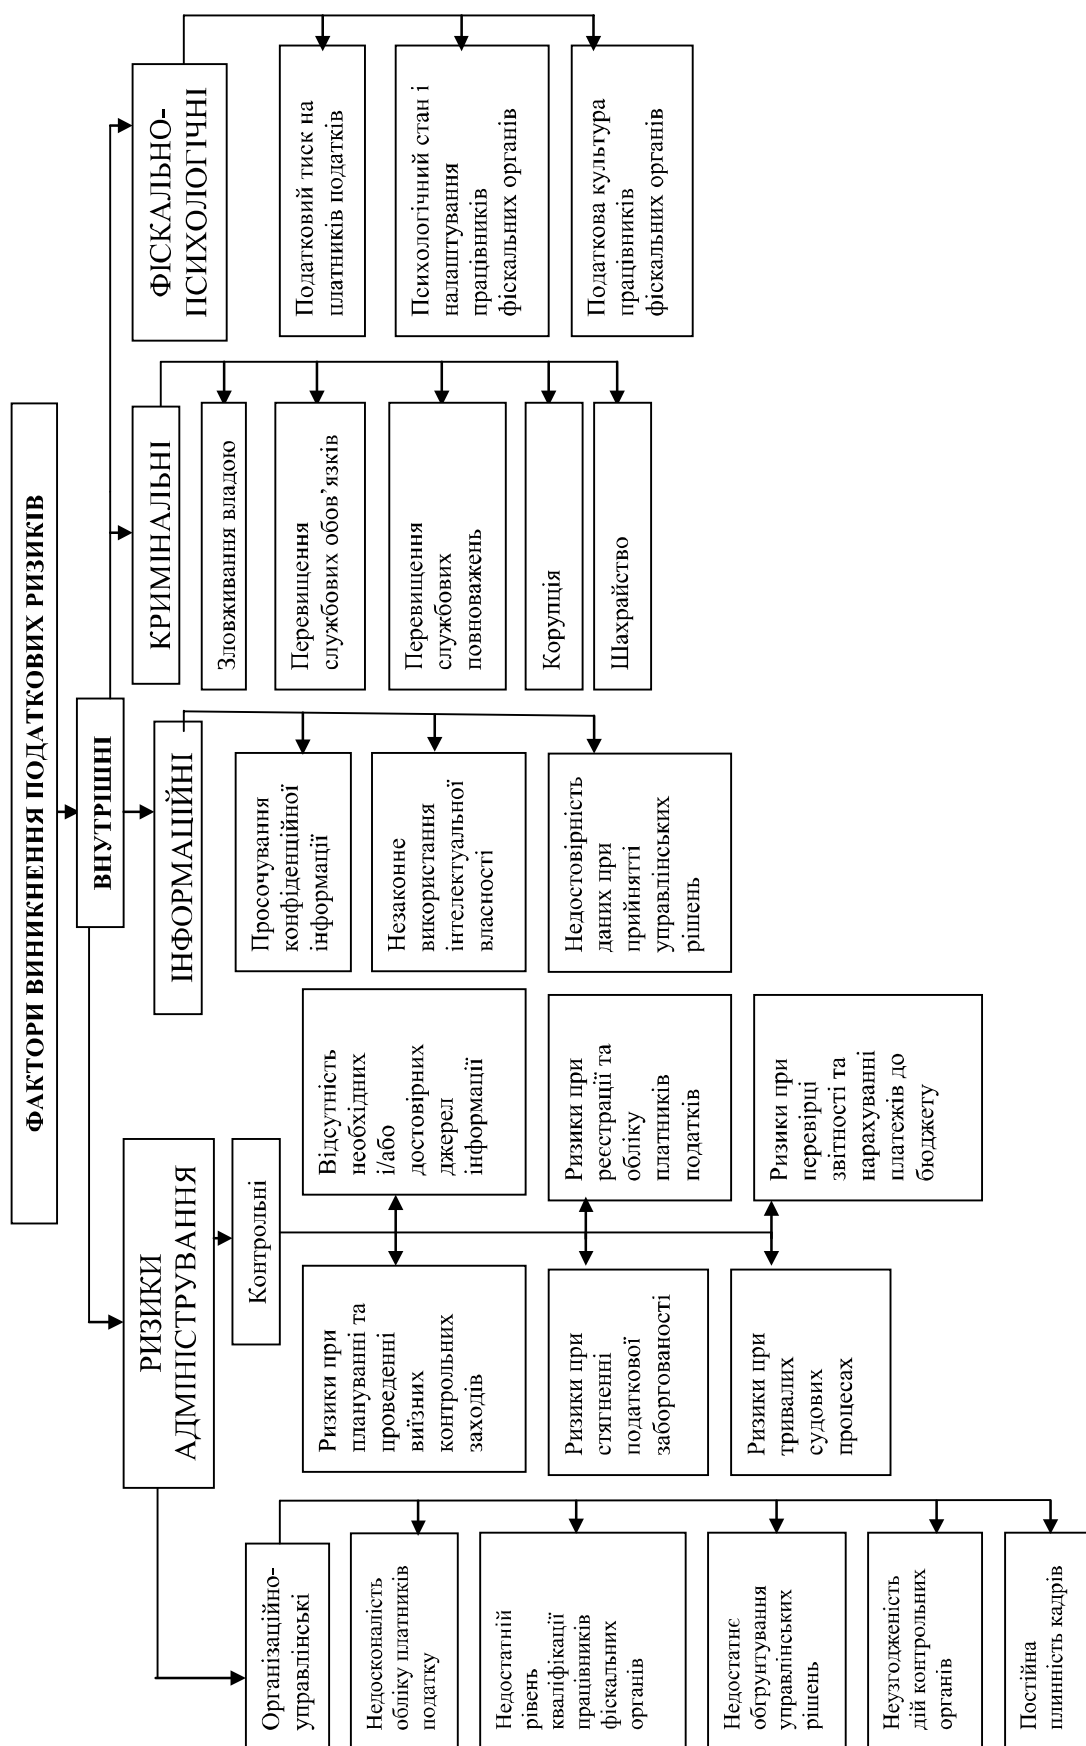 ФАКТОРИ ВИНИКНЕННЯ ПОДАТКОВИХ РИЗИКІВ
ВНУТРІШНІ
РИЗИКИ
АДМІНІСТРУВАННЯ
Організаційно-
управлінські
Недосконалість
обліку платників
податку
Недостатній
рівень
кваліфікації
працівників
фіскальних
органів
Недостатнє
обгрунтування
управлінських
рішень
Неузгодженість
дій контрольних
органів
Постійна
плинність кадрів
Контрольні
Ризики при
плануванні та
проведенні
виїзних
контрольних
заходів
Відсутність
необхідних
і/або
достовірних
джерел
інформації
Ризики при
стягненні
податкової
заборгованості
Ризики при
реєстрації та
обліку
платників
податків
Ризики при
тривалих
судових
процесах
Ризики при
перевірці
звітності та
нарахуванні
платежів до
бюджету
ІНФОРМАЦІЙНІ
Просочування
конфіденційної
інформації
Незаконне
використання
інтелектуальної
власності
Недостовірність
даних при
прийнятті
управлінських
рішень
КРИМІНАЛЬНІ
Зловживання владою
Перевищення
службових обов’язків
Перевищення
службових
повноважень
Корупція
Шахрайство
ФІСКАЛЬНО-
ПСИХОЛОГІЧНІ
Податковий тиск на
платників податків
Психологічний стан і
налаштування
працівників
фіскальних органів
Податкова культура
працівників
фіскальних органів